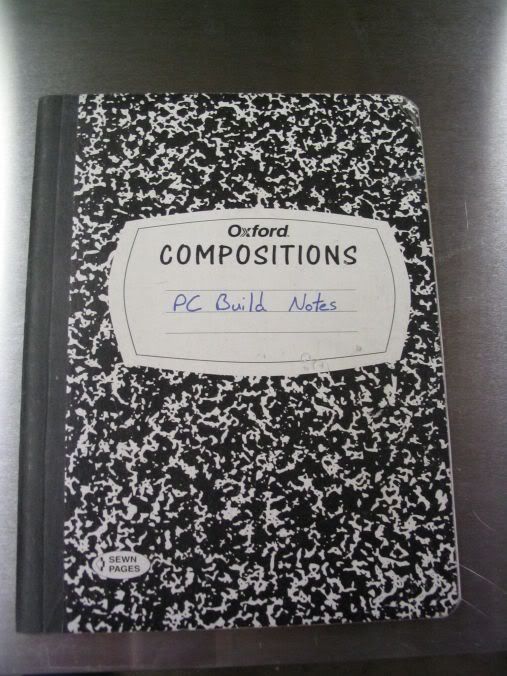 Oxford
COMPOSITIONS
PC Build Notes
SEWN
PAGES